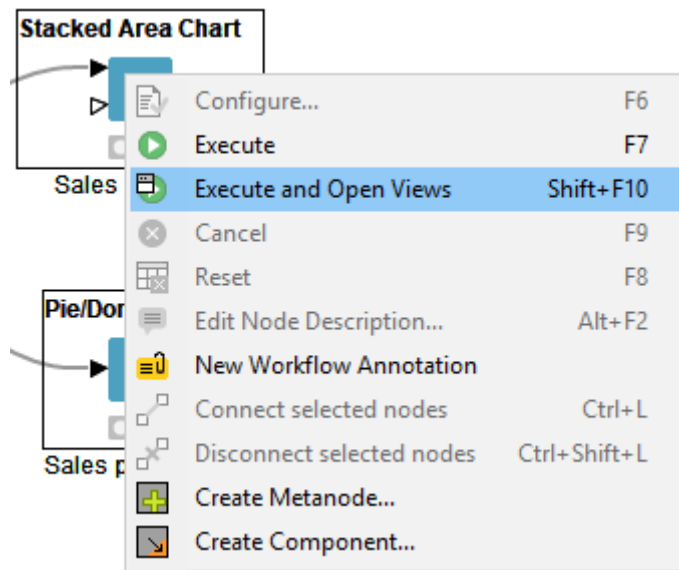 Stacked Area Chart
Configure... F6
Execute F7
Sales
Execute and Open Views Shift+F10
Cancel F9
Reset F8
Pie/Don
Edit Node Description... Alt+F2
New Workflow Annotation
Connect selected nodes Ctrl+L
Sales p
Disconnect selected nodes Ctrl+Shift+L
Create Metanode...
Create Component...